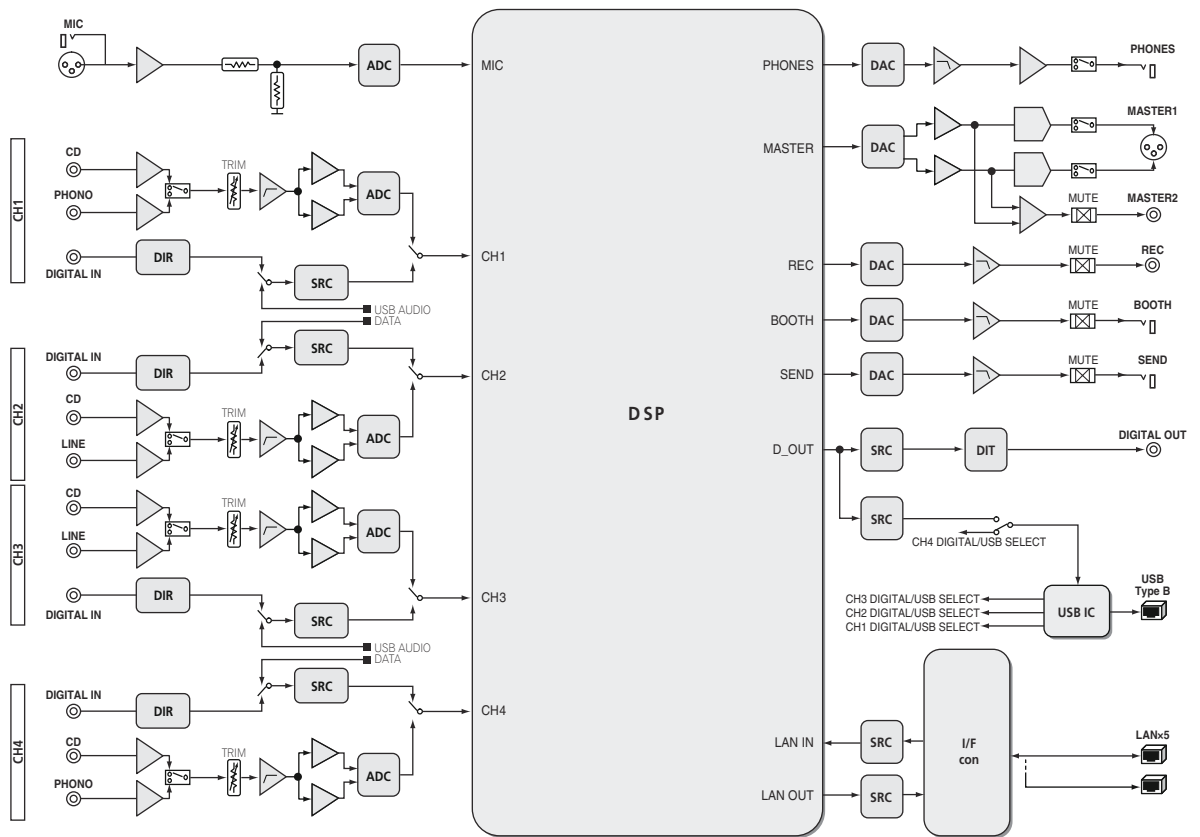 MIC
ADC
MIC
CH1
CD
TRIM
PHONO
ADC
DIGITAL IN
DIR
SRC
CH1
USB AUDIO
DATA
CH2
DIGITAL IN
DIR
SRC
CH2
CD
TRIM
LINE
ADC
CH3
CD
TRIM
LINE
ADC
DIGITAL IN
DIR
SRC
CH3
USB AUDIO
DATA
CH4
DIGITAL IN
DIR
SRC
CH4
CD
TRIM
PHONO
ADC
DSP
PHONES
DAC
PHONES
MASTER
DAC
MASTER1
MUTE
MASTER2
REC
DAC
MUTE
REC
BOOTH
DAC
MUTE
BOOTH
SEND
DAC
MUTE
SEND
D_OUT
SRC
DIT
DIGITAL OUT
SRC
CH4 DIGITAL/USB SELECT
CH3 DIGITAL/USB SELECT
CH2 DIGITAL/USB SELECT
CH1 DIGITAL/USB SELECT
USB IC
USB
Type B
LAN IN
SRC
I/F
con
LAN×5
LAN OUT
SRC